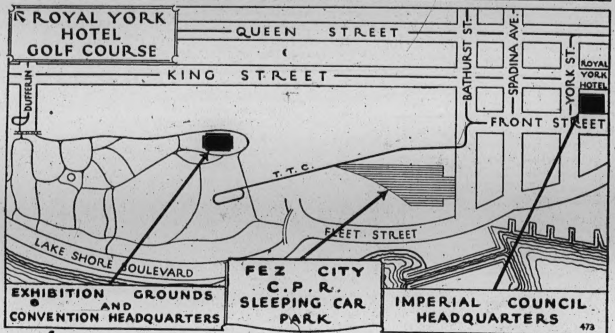 ROYAL YORK
HOTEL
GOLF COURSE
QUEEN STREET
KING STREET
DUFFERIN
BATHURST ST.
SPADINA AVE.
YORK ST.
ROYAL
YORK
HOTEL
FRONT STREET
T.T.C.
FLEET STREET
LAKE SHORE BOULEVARD
EXHIBITION GROUNDS
AND
CONVENTION HEADQUARTERS
FEZ CITY
C.P.R.
SLEEPING CAR
PARK
IMPERIAL COUNCIL
HEADQUARTERS
473